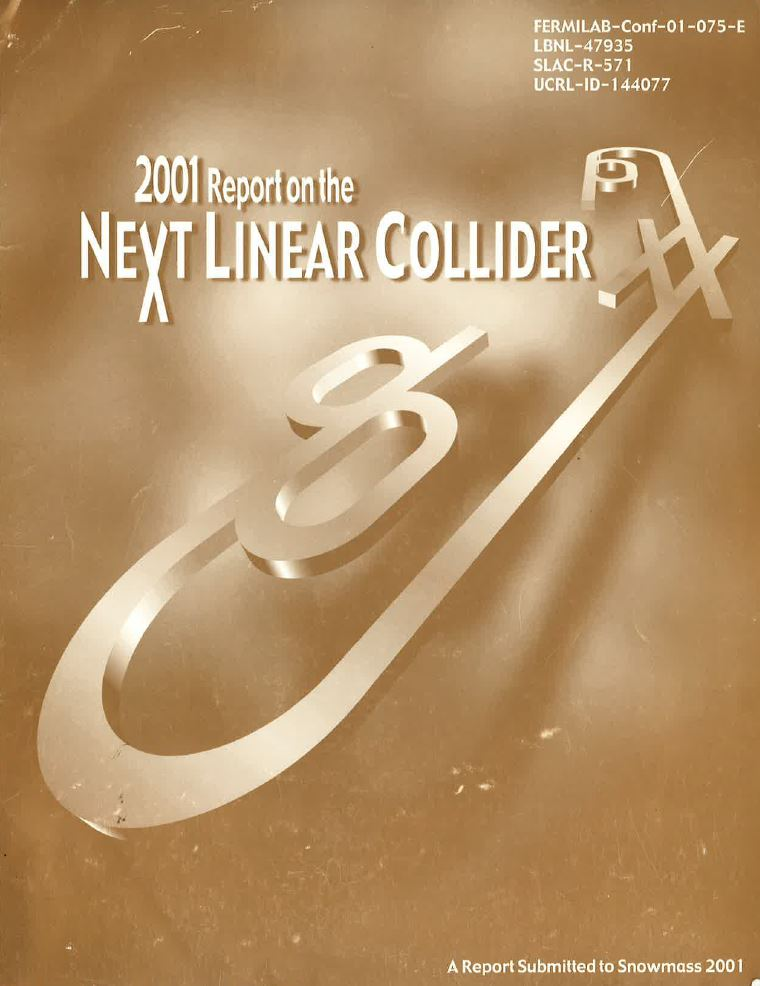 FERMILAB-Conf-01-075-E
LBNL-47935
SLAC-R-571
UCRL-ID-144077
2001 Report on the
NEXT LINEAR COLLIDER
A Report Submitted to Snowmass 2001